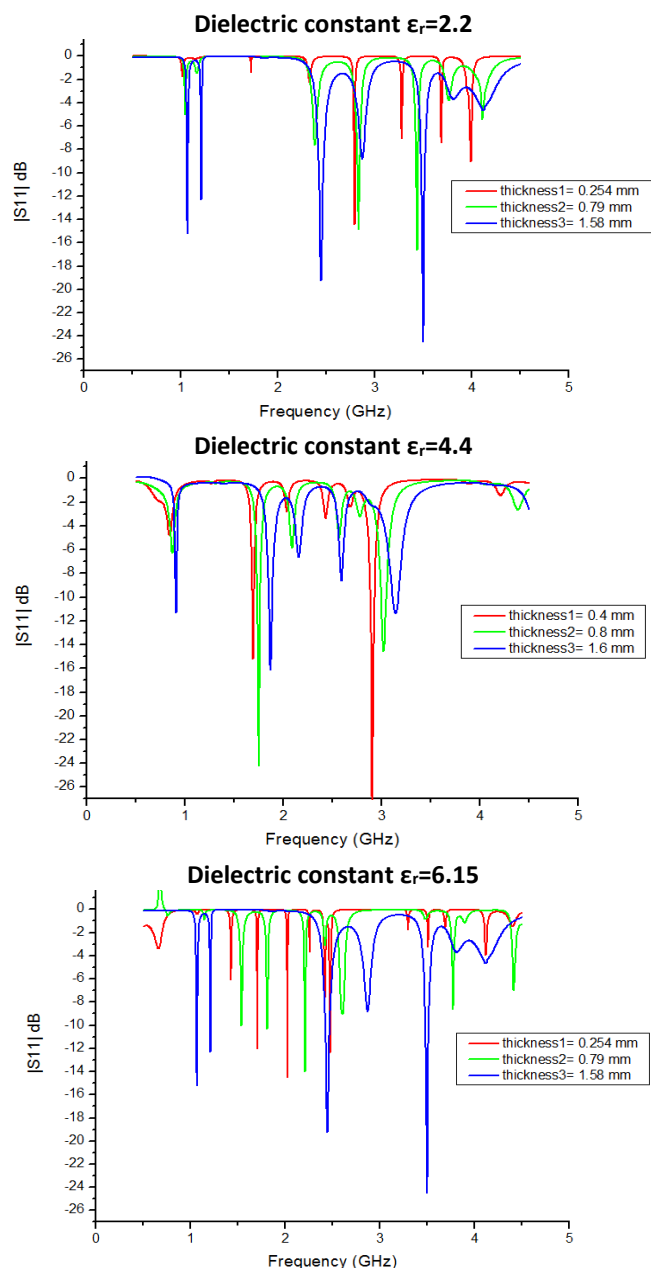 Dielectric constant εr=2.2
0
-2
-4
-6
-8
-10
-12
-14
-16
-18
-20
-22
-24
-26
|S11| dB
thickness1= 0.254 mm
thickness2= 0.79 mm
thickness3= 1.58 mm
0 1 2 3 4 5
Frequency (GHz)
Dielectric constant εr=4.4
0
-2
-4
-6
-8
-10
-12
-14
-16
-18
-20
-22
-24
-26
|S11| dB
thickness1= 0.4 mm
thickness2= 0.8 mm
thickness3= 1.6 mm
0 1 2 3 4 5
Frequency (GHz)
Dielectric constant εr=6.15
0
-2
-4
-6
-8
-10
-12
-14
-16
-18
-20
-22
-24
-26
|S11| dB
thickness1= 0.254 mm
thickness2= 0.79 mm
thickness3= 1.58 mm
0 1 2 3 4 5
Frequency (GHz)